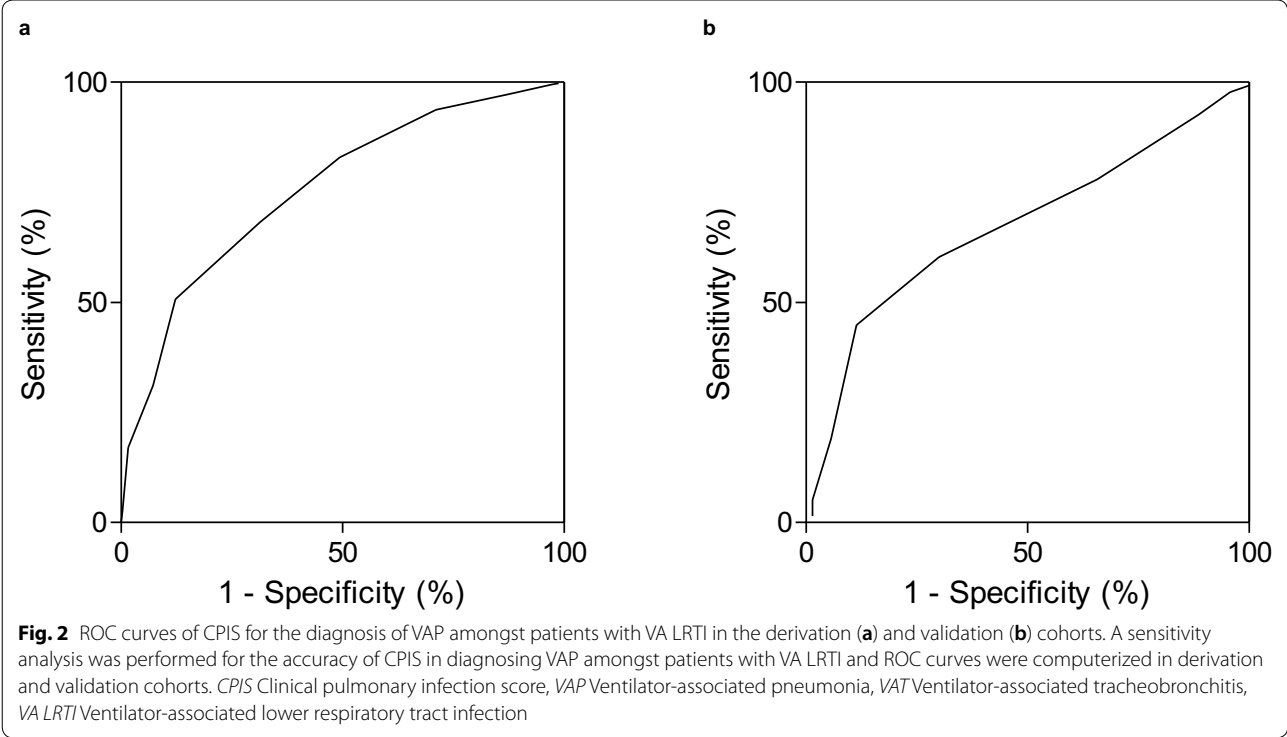 a
b
100
50
0
0
50
100
Sensitivity (%)
1 - Specificity (%)
100
50
0
0
50
100
Sensitivity (%)
1 - Specificity (%)
Fig. 2 ROC curves of CPIS for the diagnosis of VAP amongst patients with VA LRTI in the derivation (a) and validation (b) cohorts. A sensitivity
analysis was performed for the accuracy of CPIS in diagnosing VAP amongst patients with VA LRTI and ROC curves were computerized in derivation
and validation cohorts. CPIS Clinical pulmonary infection score, VAP Ventilator-associated pneumonia, VAT Ventilator-associated tracheobronchitis,
VA LRTI Ventilator-associated lower respiratory tract infection